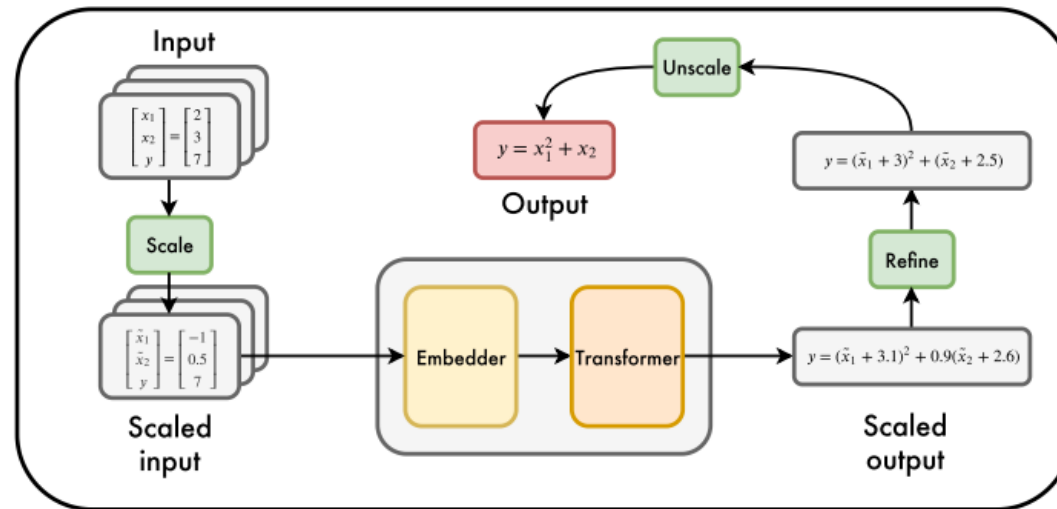 Input
[x₁ x₂ y] = [2 3 7]
Scale
[x̃₁ x̃₂ y] = [−1 0.5 7]
Scaled
input
Embedder
Transformer
y = (x̃₁ + 3.1)² + 0.9(x̃₂ + 2.6)
Scaled
output
Refine
y = (x̃₁ + 3)² + (x̃₂ + 2.5)
Unscale
y = x₁² + x₂
Output